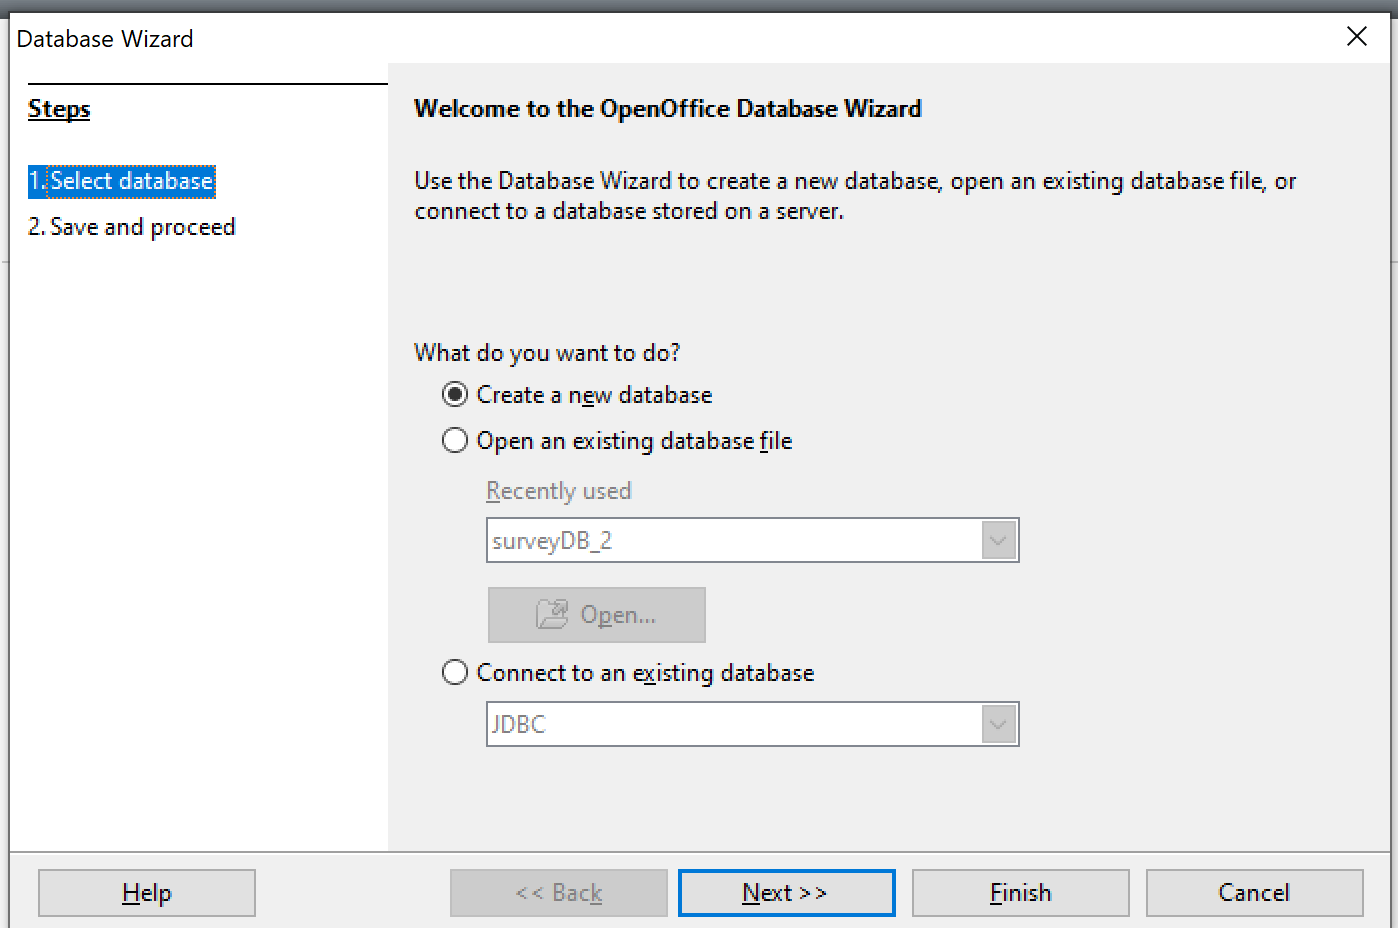 Database Wizard
Steps
1. Select database
2. Save and proceed
Welcome to the OpenOffice Database Wizard
Use the Database Wizard to create a new database, open an existing database file, or
connect to a database stored on a server.
What do you want to do?
Create a new database
Open an existing database file
Recently used
surveyDB_2
Open...
Connect to an existing database
JDBC
Help
<< Back
Next >>
Finish
Cancel